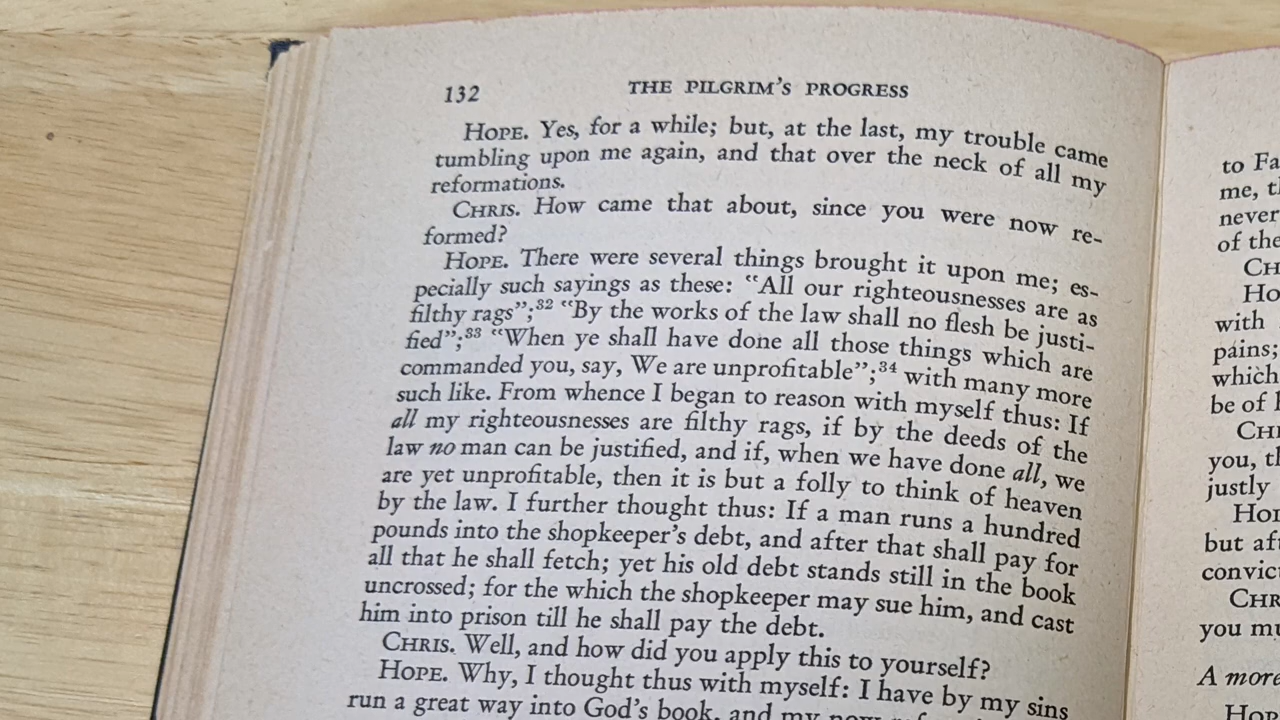 132 THE PILGRIM'S PROGRESS
HOPE. Yes, for a while; but, at the last, my trouble came
tumbling upon me again, and that over the neck of all my
reformations.
CHRIS. How came that about, since you were now re-
formed?
HOPE. There were several things brought it upon me; es-
pecially such sayings as these: "All our righteousnesses are as
filthy rags";32 "By the works of the law shall no flesh be justi-
fied";33 "When ye shall have done all those things which are
commanded you, say, We are unprofitable";34 with many more
such like. From whence I began to reason with myself thus: If
all my righteousnesses are filthy rags, if by the deeds of the
law no man can be justified, and if, when we have done all, we
are yet unprofitable, then it is but a folly to think of heaven
by the law. I further thought thus: If a man runs a hundred
pounds into the shopkeeper's debt, and after that shall pay for
all that he shall fetch; yet his old debt stands still in the book
uncrossed; for the which the shopkeeper may sue him, and cast
him into prison till he shall pay the debt.
CHRIS. Well, and how did you apply this to yourself?
HOPE. Why, I thought thus with myself: I have by my sins
run a great way into God's book, and my now
to
me,
never
of the
with
pains;
which
be of
you,
justly
but
you
A more